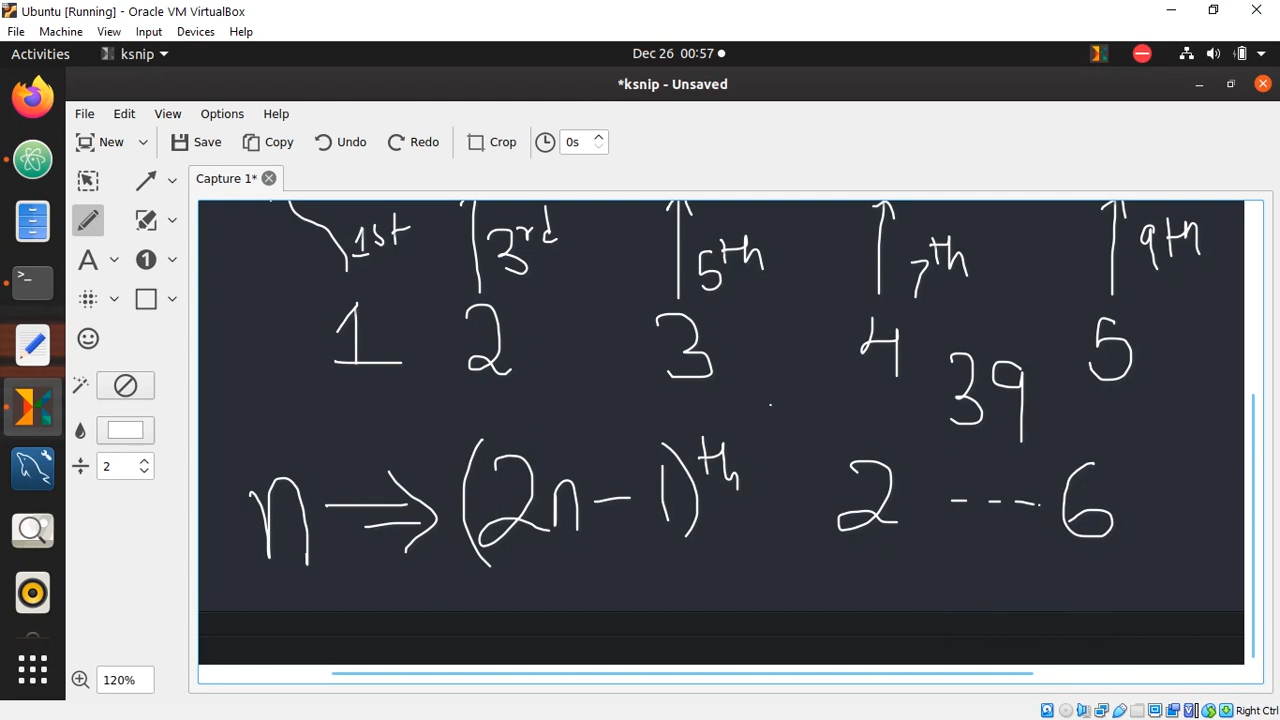 Ubuntu [Running] - Oracle VM VirtualBox
File Machine View Input Devices Help
Activities ksnip Dec 26 00:57
*ksnip - Unsaved
File Edit View Options Help
New Save Copy Undo Redo Crop 0s
Capture 1*
1st 3rd 5th 7th 9th
1 2 3 4 5
39
n ⇒ (2n-1)th 2 ---- 6
A 1
2
120%
Right Ctrl